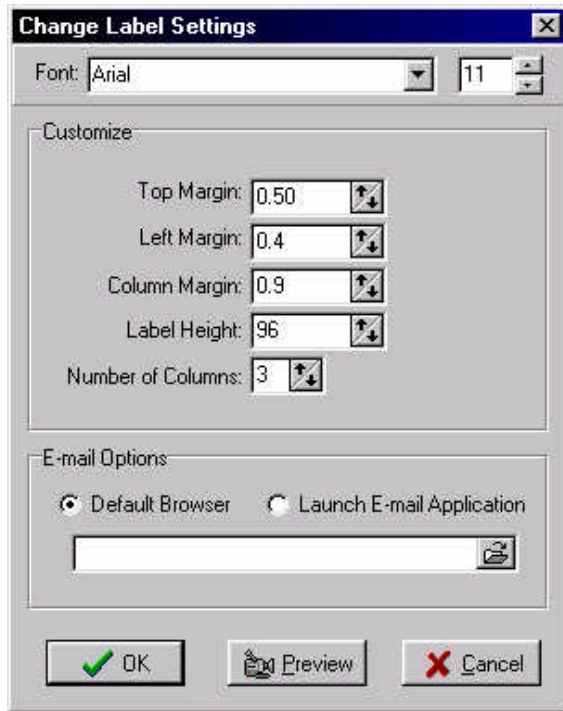 Change Label Settings
Font: Arial 11
Customize
Top Margin: 0.50
Left Margin: 0.4
Column Margin: 0.9
Label Height: 96
Number of Columns: 3
E-mail Options
Default Browser Launch E-mail Application
OK Preview Cancel